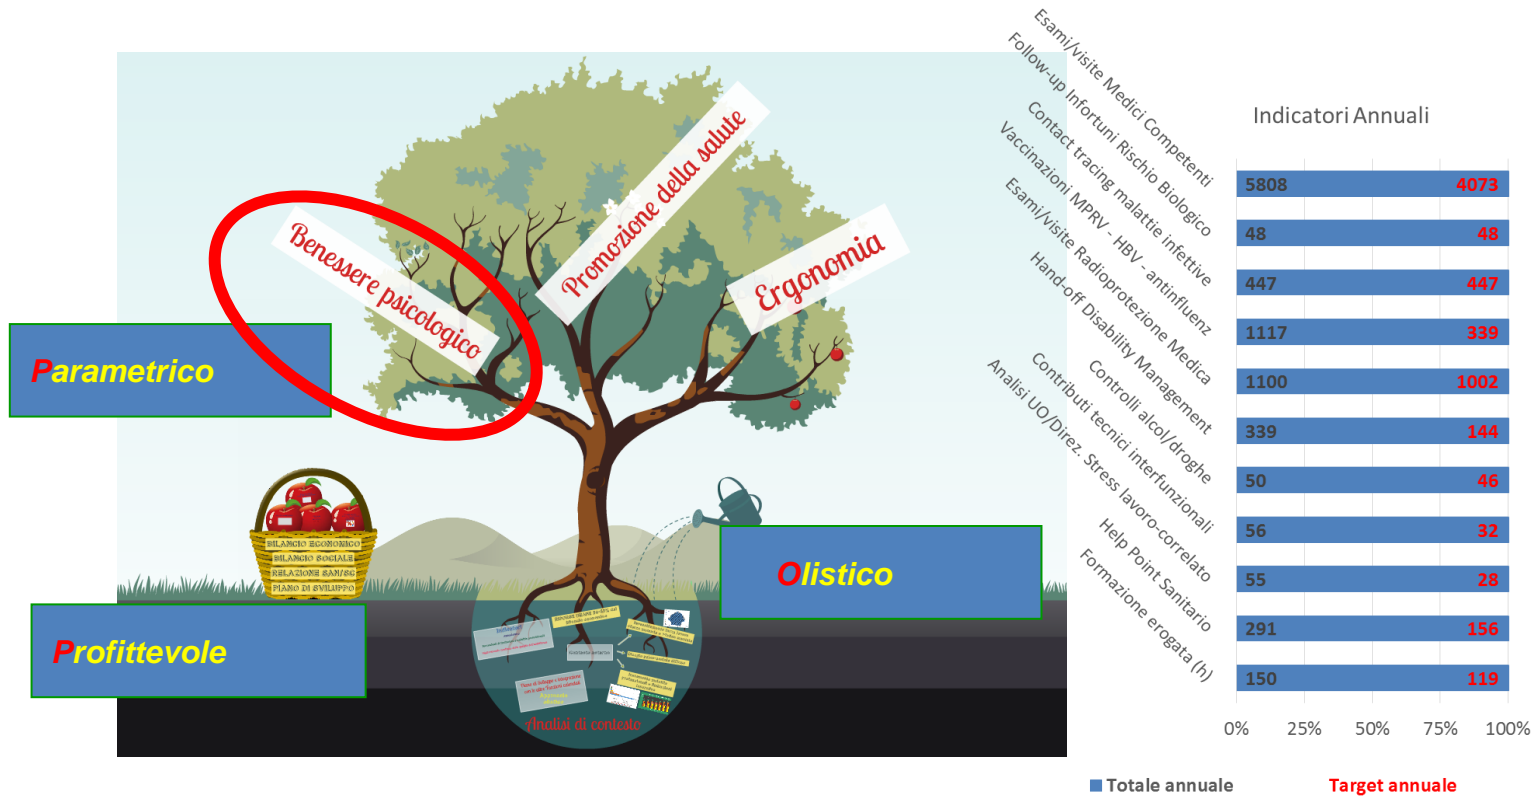 Benessere psicologico
Promozione della salute
Ergonomia
Parametrico
Profittevole
Olistico
BILANCIO ECONOMICO
BILANCIO SOCIALE
RELAZIONE SAN/SG
PIANO DI SVILUPPO
Analisi di contesto
Indicatori Annuali
Esami/visite Medici Competenti
5808 4073
Follow-up Infortuni Rischio Biologico
48 48
Contact tracing malattie infettive
447 447
Vaccinazioni MPRV - HBV - antinfluenz
1117 339
Esami/visite Radioprotezione Medica
1100 1002
Hand-off Disability Management
339 144
Controlli alcol/droghe
50 46
Contributi tecnici interfunzionali
56 32
Analisi UO/Direz. Stress lavoro-correlato
55 28
Help Point Sanitario
291 156
Formazione erogata (h)
150 119
0% 25% 50% 75% 100%
Totale annuale
Target annuale